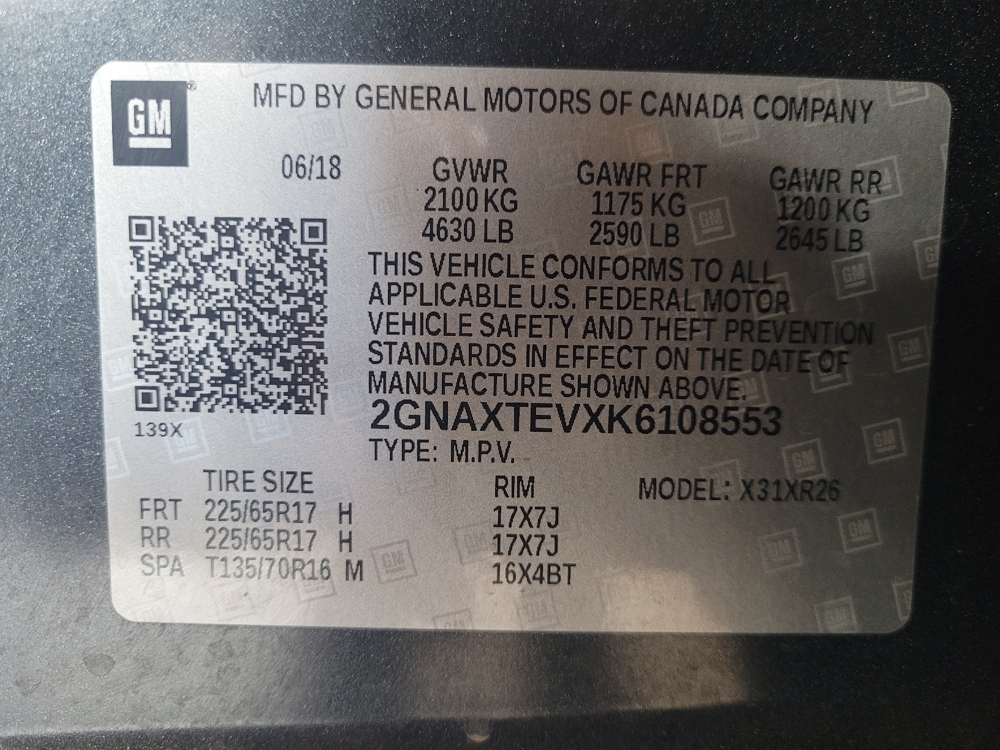 GM
MFD BY GENERAL MOTORS OF CANADA COMPANY
06/18 GVWR GAWR FRT GAWR RR
2100 KG 1175 KG 1200 KG
4630 LB 2590 LB 2645 LB
THIS VEHICLE CONFORMS TO ALL
APPLICABLE U.S. FEDERAL MOTOR
VEHICLE SAFETY AND THEFT PREVENTION
STANDARDS IN EFFECT ON THE DATE OF
MANUFACTURE SHOWN ABOVE.
2GNAXTEVXK6108553
139X
TYPE: M.P.V.
TIRE SIZE RIM MODEL: X31XR26
FRT 225/65R17 H 17X7J
RR 225/65R17 H 17X7J
SPA T135/70R16 M 16X4BT